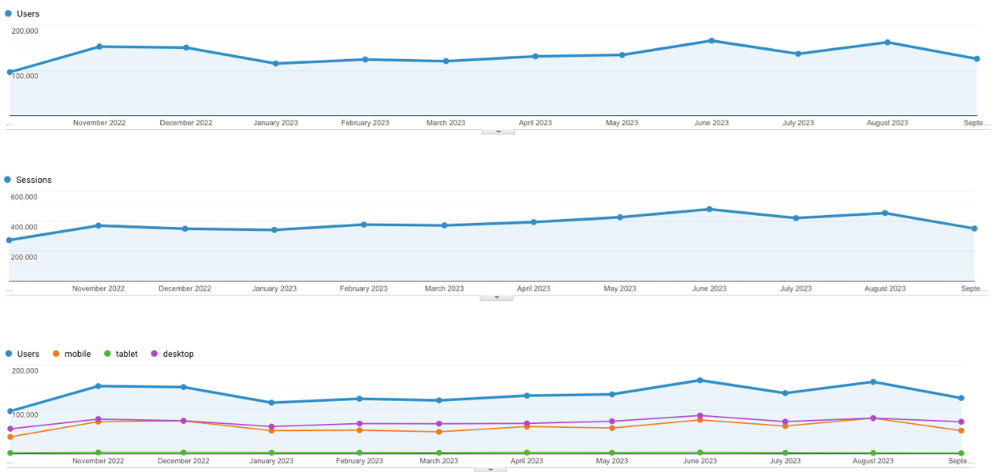 Users
200,000
100,000
... November 2022 December 2022 January 2023 February 2023 March 2023 April 2023 May 2023 June 2023 July 2023 August 2023 Septe...
Sessions
600,000
400,000
200,000
... November 2022 December 2022 January 2023 February 2023 March 2023 April 2023 May 2023 June 2023 July 2023 August 2023 Septe...
Users mobile tablet desktop
200,000
100,000
... November 2022 December 2022 January 2023 February 2023 March 2023 April 2023 May 2023 June 2023 July 2023 August 2023 Septe...